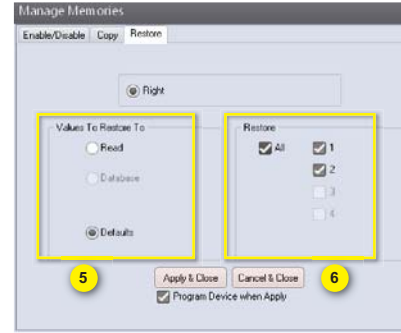 Manage Memories
Enable/Disable Copy Restore
Right
Values To Restore To
Read
Database
Defaults
Restore
All
1
2
3
4
5
6
Apply & Close Cancel & Close
Program Device when Apply